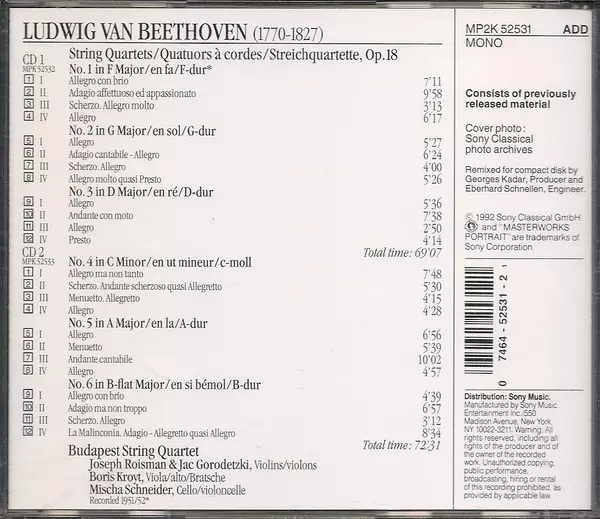 LUDWIG VAN BEETHOVEN (1770-1827)
CD 1
MPK 52532
String Quartets/Quatuors à cordes/Streichquartette, Op.18
No. 1 in F Major/en fa/F-dur*
1 I Allegro con brio 7'11
2 II Adagio affettuoso ed appassionato 9'58
3 III Scherzo. Allegro molto 3'13
4 IV Allegro 6'17
No. 2 in G Major/en sol/G-dur
5 I Allegro 5'27
6 II Adagio cantabile - Allegro 6'24
7 III Scherzo. Allegro 4'00
8 IV Allegro molto quasi Presto 5'26
No. 3 in D Major/en ré/D-dur
9 I Allegro 5'36
10 II Andante con moto 7'38
11 III Allegro 2'50
12 IV Presto 4'14
Total time: 69'07
CD 2
MPK 52533
No. 4 in C Minor/en ut mineur/c-moll
1 I Allegro ma non tanto 7'48
2 II Scherzo. Andante scherzoso quasi Allegretto 5'30
3 III Menuetto. Allegretto 4'15
4 IV Allegro 4'28
No. 5 in A Major/en la/A-dur
5 I Allegro 6'56
6 II Menuetto 5'39
7 III Andante cantabile 10'02
8 IV Allegro 4'57
No. 6 in B-flat Major/en si bémol/B-dur
9 I Allegro con brio 4'39
10 II Adagio ma non troppo 6'57
11 III Scherzo. Allegro 3'12
12 IV La Malinconia. Adagio - Allegretto quasi Allegro 8'34
Total time: 72'31
Budapest String Quartet
Joseph Roisman & Jac Gorodetzki, Violins/violons
Boris Kroyt, Viola/alto/Bratsche
Mischa Schneider, Cello/violoncelle
Recorded 1951/52*
MP2K 52531 ADD
MONO
Consists of previously
released material
Cover photo:
Sony Classical
photo archives
Remixed for compact disk by
Georges Kadar, Producer and
Eberhard Schnellen, Engineer.
© 1992 Sony Classical GmbH.
and "MASTERWORKS
PORTRAIT" are trademarks of
Sony Corporation.
0 7464-52531-2 1
Distribution: Sony Music.
Manufactured by Sony Music
Entertainment Inc./550
Madison Avenue, New York,
NY 10022-3211. Warning: All
rights reserved, including all
rights of the producer and of
the owner of the recorded
work. Unauthorized copying,
public performance,
broadcasting, hiring or rental
of this recording prohibited, as
provided by applicable law.